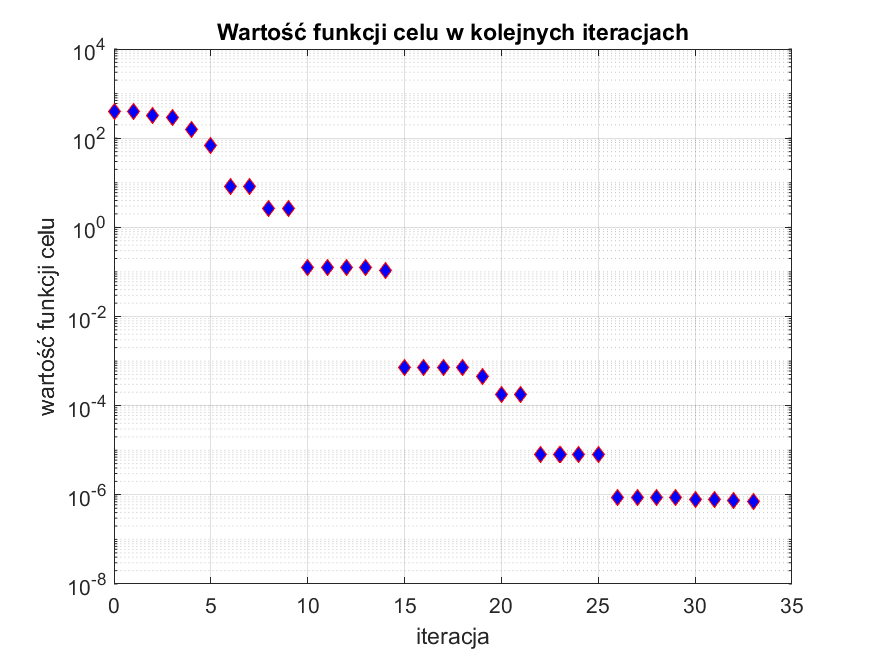 Wartość funkcji celu w kolejnych iteracjach
10^4
10^2
10^0
10^-2
10^-4
10^-6
10^-8
wartość funkcji celu
0 5 10 15 20 25 30 35
iteracja